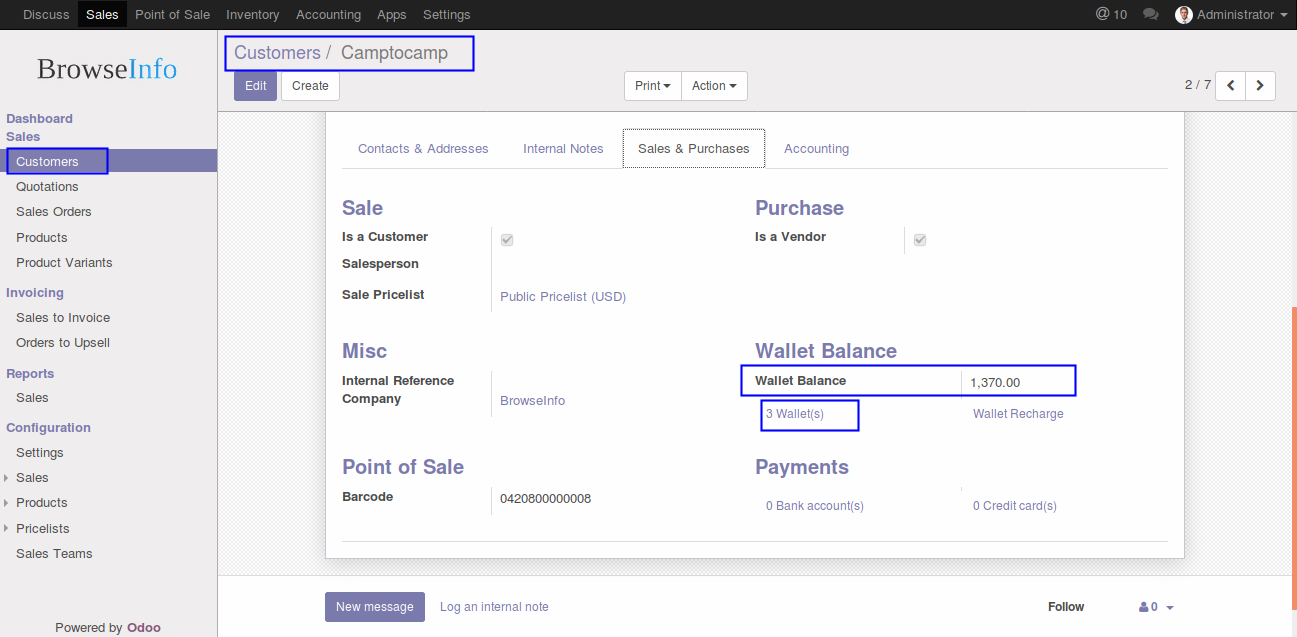 Discuss Sales Point of Sale Inventory Accounting Apps Settings @ 10 Administrator
BrowseInfo
Dashboard
Sales
Customers
Quotations
Sales Orders
Products
Product Variants
Invoicing
Sales to Invoice
Orders to Upsell
Reports
Sales
Configuration
Settings
Sales
Products
Pricelists
Sales Teams
Powered by Odoo
Customers / Camptocamp
Edit Create Print Action 2 / 7
Contacts & Addresses Internal Notes Sales & Purchases Accounting
Sale
Is a Customer
Salesperson
Sale Pricelist Public Pricelist (USD)
Purchase
Is a Vendor
Misc
Internal Reference
Company BrowseInfo
Wallet Balance
Wallet Balance 1,370.00
3 Wallet(s) Wallet Recharge
Point of Sale
Barcode 0420800000008
Payments
0 Bank account(s) 0 Credit card(s)
New message Log an internal note Follow 0